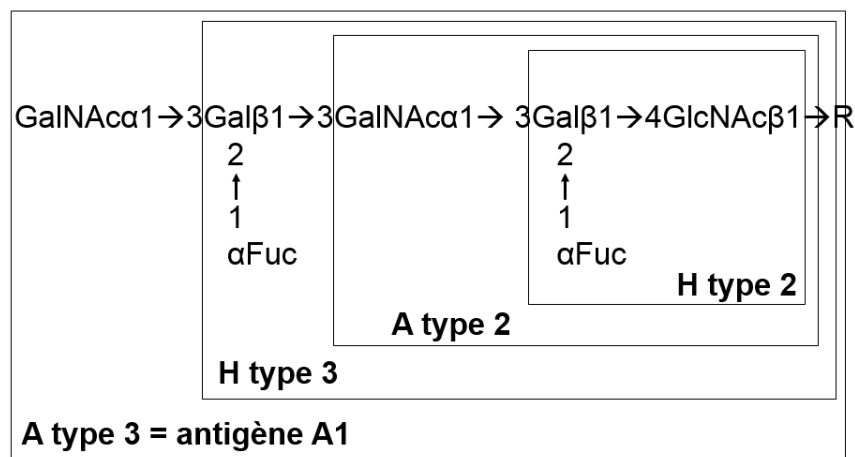 GalNAcα1→3Galβ1→3GalNAcα1→ 3Galβ1→4GlcNAcβ1→R
2 2
↑ ↑
1 1
αFuc αFuc
H type 2
A type 2
H type 3
A type 3 = antigène A1